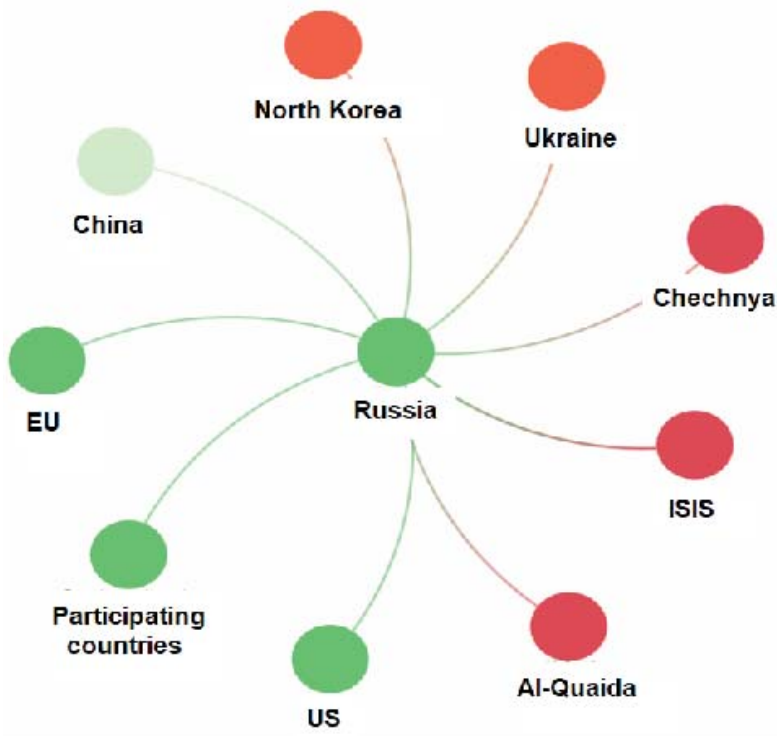 North Korea
Ukraine
China
Chechnya
Russia
EU
ISIS
Participating
countries
Al-Quaida
US